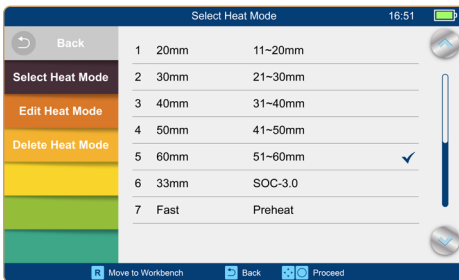 Select Heat Mode 16:51
Back
Select Heat Mode
Edit Heat Mode
Delete Heat Mode
1 20mm 11~20mm
2 30mm 21~30mm
3 40mm 31~40mm
4 50mm 41~50mm
5 60mm 51~60mm
6 33mm SOC-3.0
7 Fast Preheat
R Move to Workbench Back Proceed